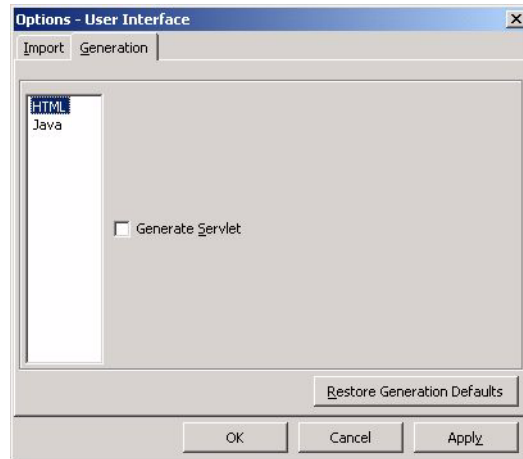 Options - User Interface
Import Generation
HTML
Java
Generate Servlet
Restore Generation Defaults
OK Cancel Apply